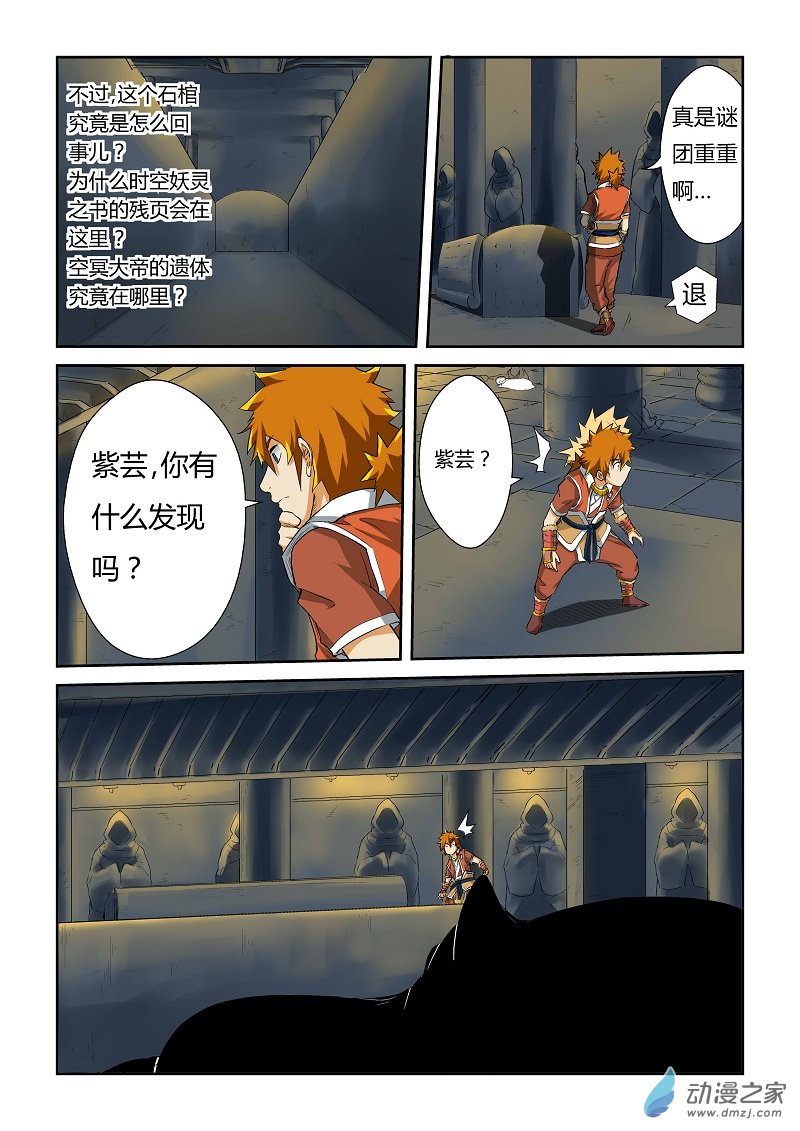 不过,这个石棺
究竟是怎么回
事儿？
为什么时空妖灵
之书的残页会在
这里？
空冥大帝的遗体
究竟在哪里？
真是谜
团重重
啊...
退
紫芸,你有
什么发现
吗？
紫芸？
动漫之家
www.dmzj.com